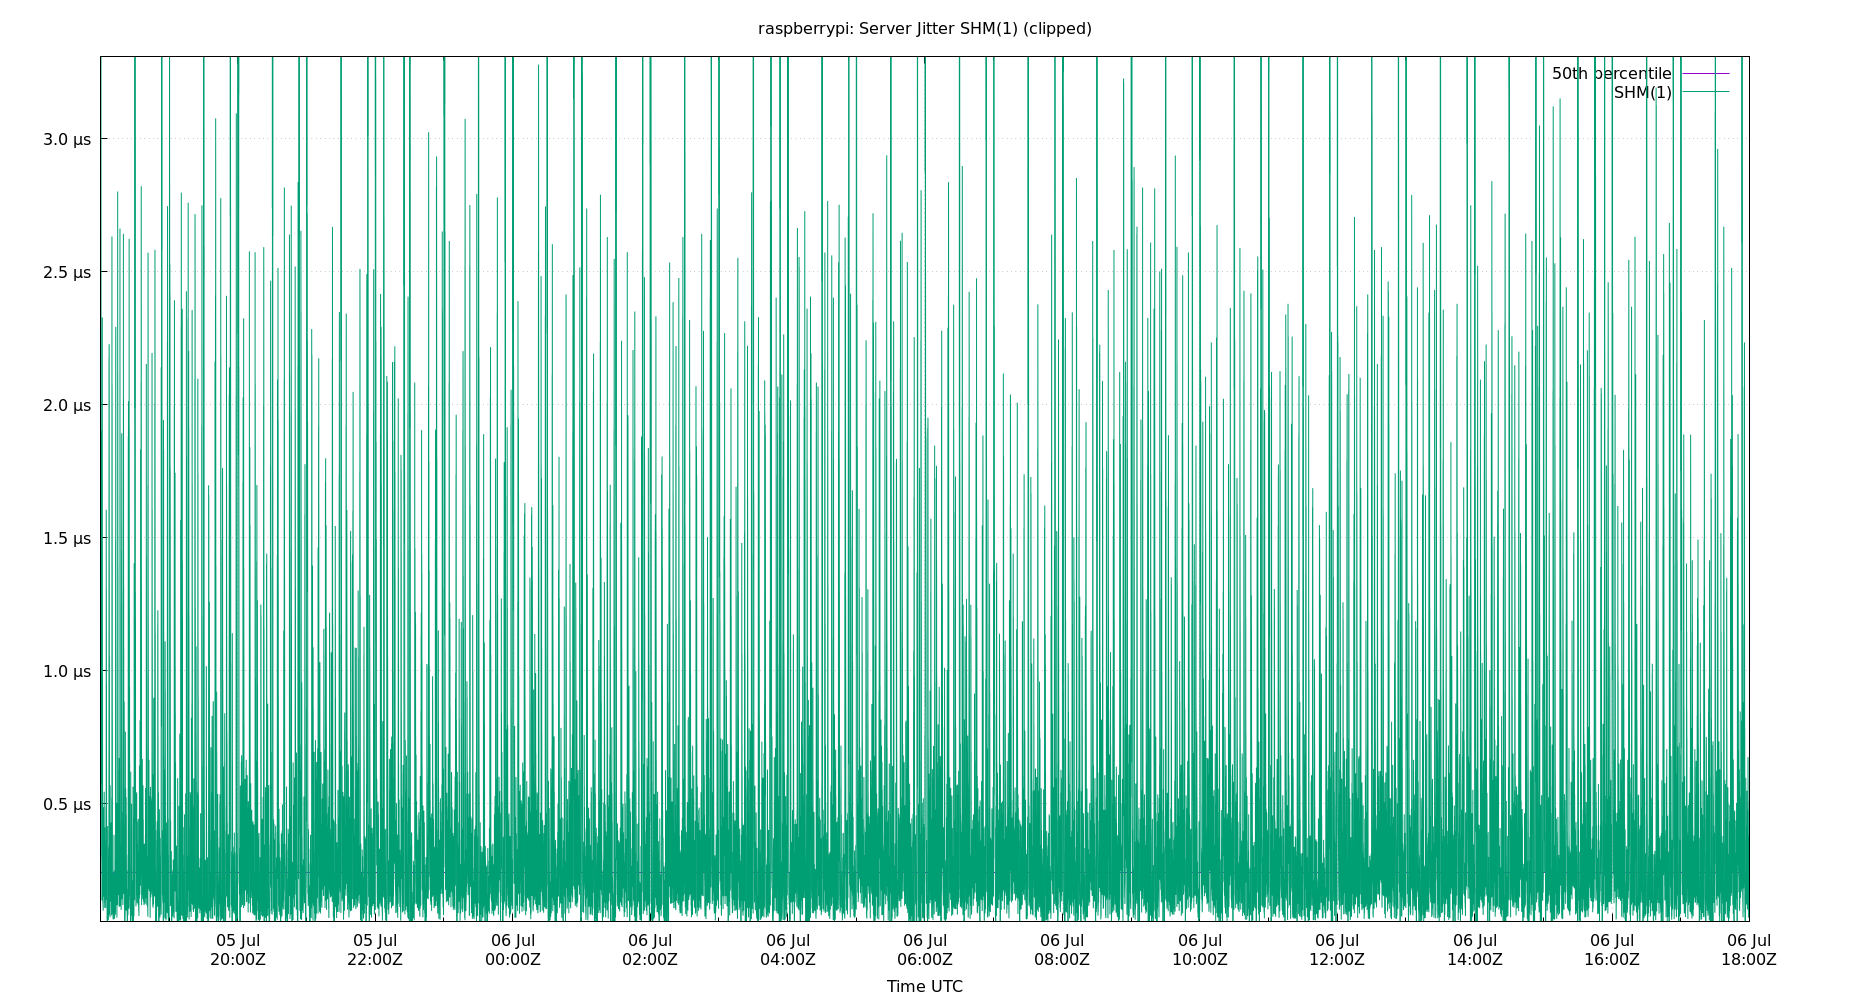 raspberrypi: Server Jitter SHM(1) (clipped)
50th percentile
SHM(1)
3.0 μs
2.5 μs
2.0 μs
1.5 μs
1.0 μs
0.5 μs
05 Jul 05 Jul 06 Jul 06 Jul 06 Jul 06 Jul 06 Jul 06 Jul 06 Jul 06 Jul 06 Jul 06 Jul
20:00Z 22:00Z 00:00Z 02:00Z 04:00Z 06:00Z 08:00Z 10:00Z 12:00Z 14:00Z 16:00Z 18:00Z
Time UTC